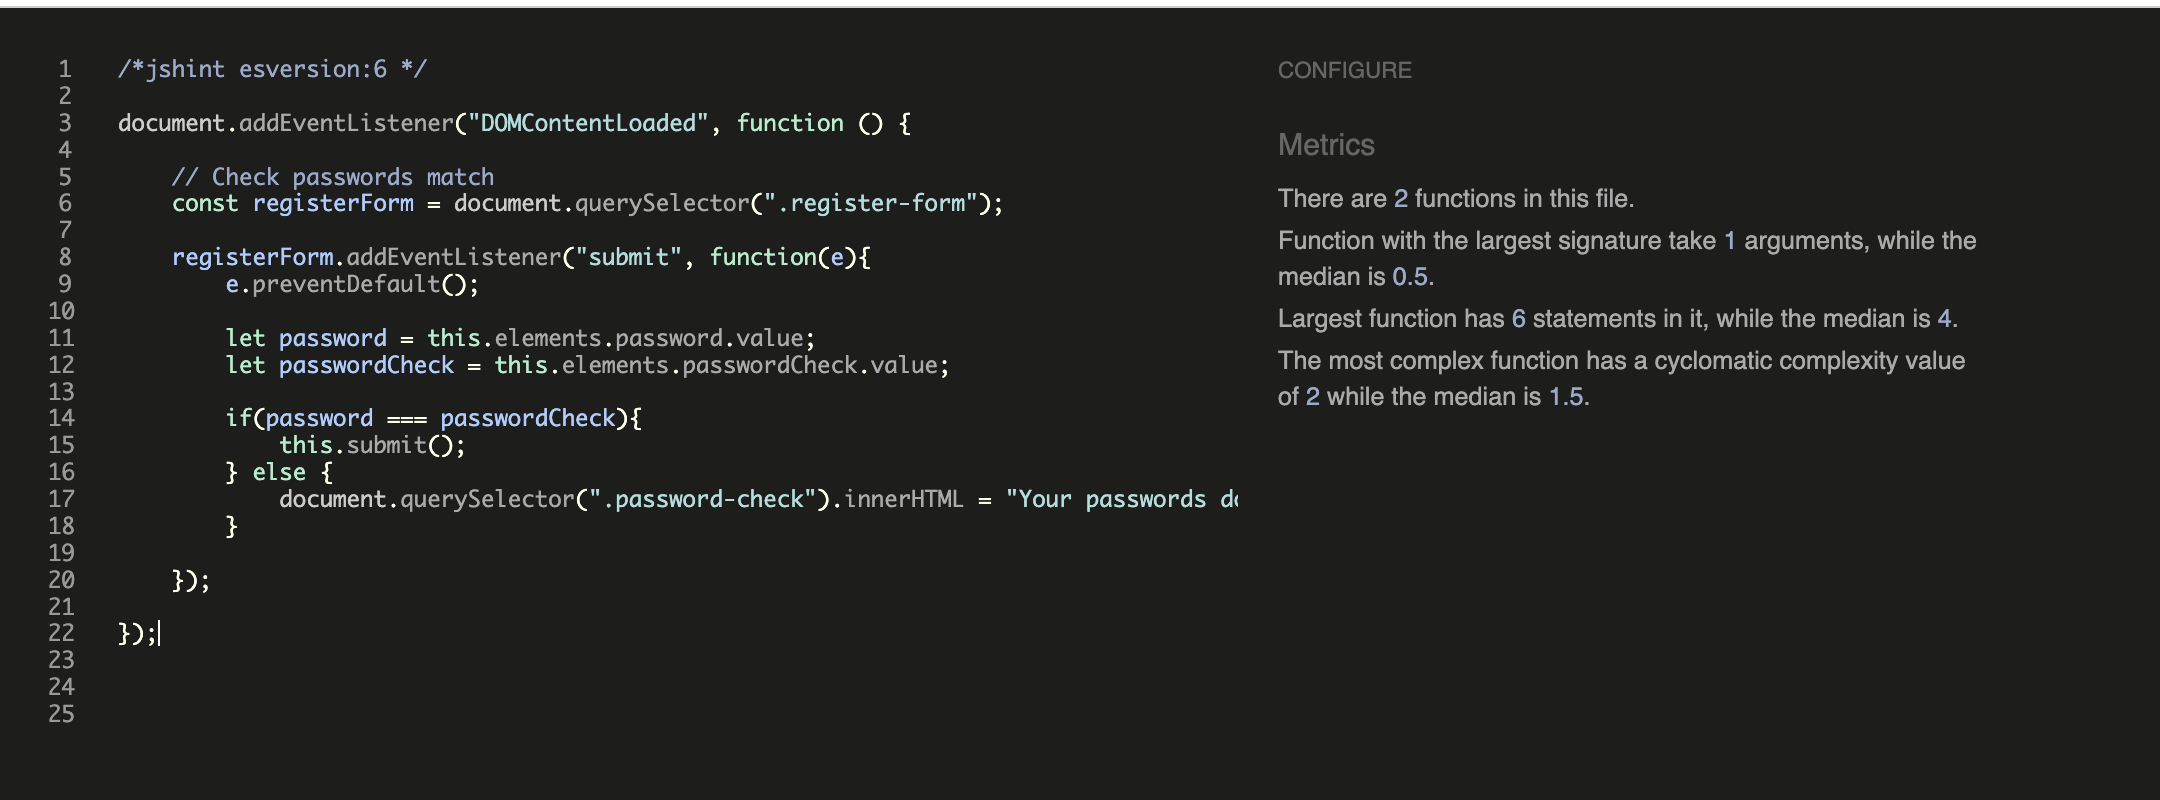 1 /*jshint esversion:6 */
2
3 document.addEventListener("DOMContentLoaded", function () {
4
5 // Check passwords match
6 const registerForm = document.querySelector(".register-form");
7
8 registerForm.addEventListener("submit", function(e){
9 e.preventDefault();
10
11 let password = this.elements.password.value;
12 let passwordCheck = this.elements.passwordCheck.value;
13
14 if(password === passwordCheck){
15 this.submit();
16 } else {
17 document.querySelector(".password-check").innerHTML = "Your passwords
18 }
19
20 });
21
22 });
23
24
25
CONFIGURE
Metrics
There are 2 functions in this file.
Function with the largest signature take 1 arguments, while the
median is 0.5.
Largest function has 6 statements in it, while the median is 4.
The most complex function has a cyclomatic complexity value
of 2 while the median is 1.5.